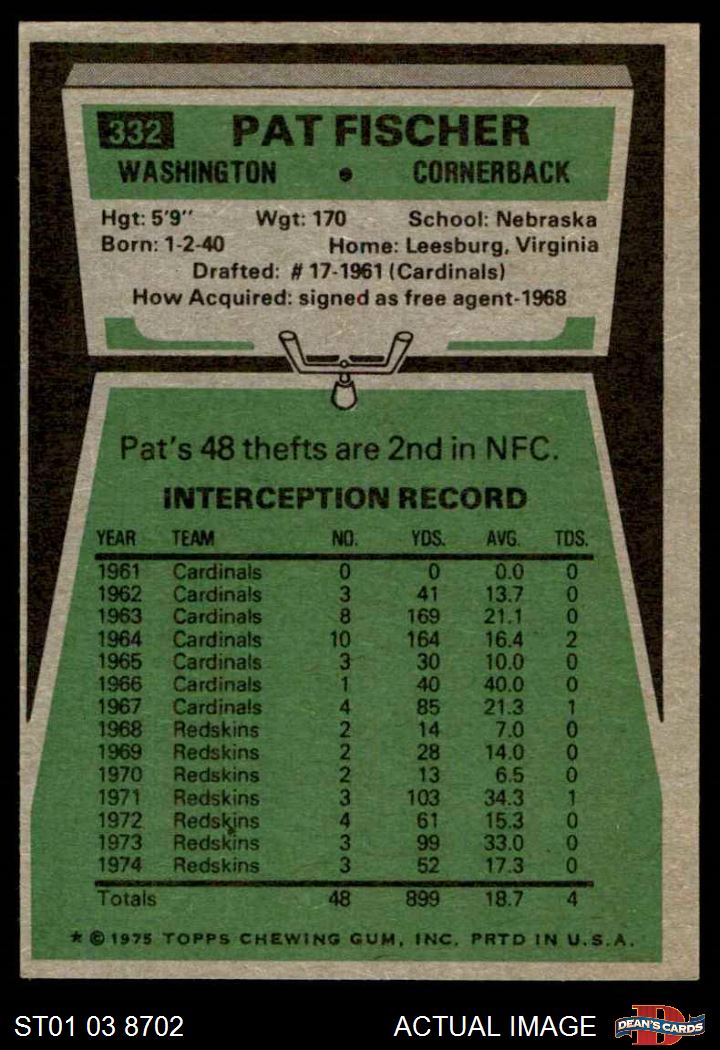 332 PAT FISCHER
WASHINGTON • CORNERBACK
Hgt: 5'9" Wgt: 170 School: Nebraska
Born: 1-2-40 Home: Leesburg, Virginia
Drafted: # 17-1961 (Cardinals)
How Acquired: signed as free agent-1968
Pat's 48 thefts are 2nd in NFC.
INTERCEPTION RECORD
YEAR TEAM NO. YDS. AVG. TDS.
1961 Cardinals 0 0 0.0 0
1962 Cardinals 3 41 13.7 0
1963 Cardinals 8 169 21.1 0
1964 Cardinals 10 164 16.4 2
1965 Cardinals 3 30 10.0 0
1966 Cardinals 1 40 40.0 0
1967 Cardinals 4 85 21.3 1
1968 Redskins 2 14 7.0 0
1969 Redskins 2 28 14.0 0
1970 Redskins 2 13 6.5 0
1971 Redskins 3 103 34.3 1
1972 Redskins 4 61 15.3 0
1973 Redskins 3 99 33.0 0
1974 Redskins 3 52 17.3 0
Totals 48 899 18.7 4
* © 1975 TOPPS CHEWING GUM, INC. PRTD IN U.S.A.
ST01 03 8702 ACTUAL IMAGE D DEAN'S CARDS